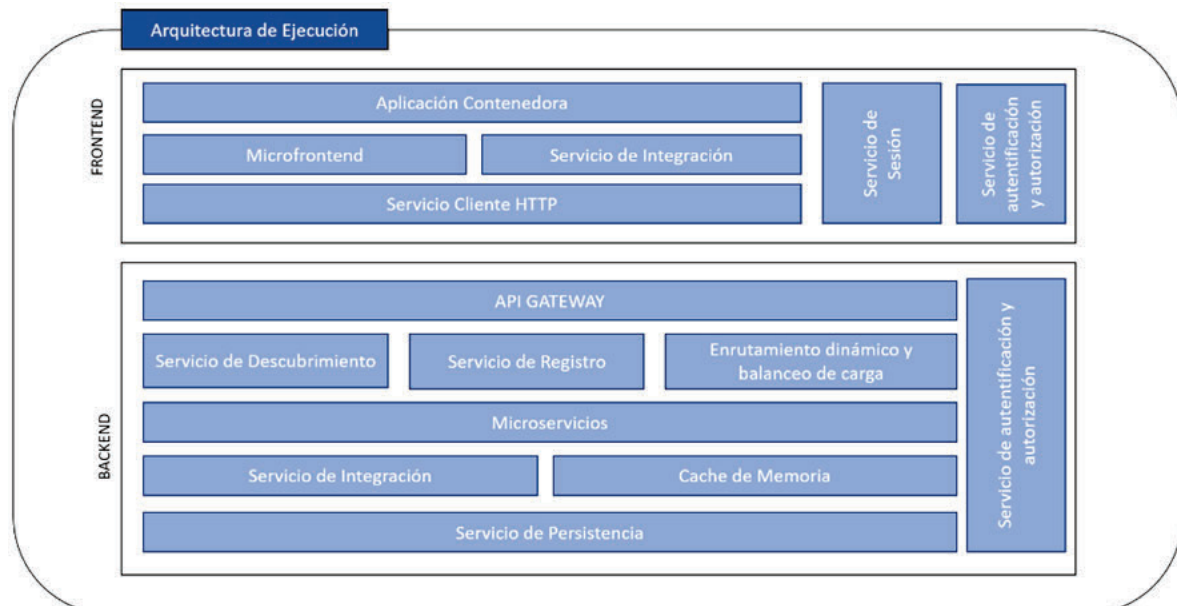 Arquitectura de Ejecución
FRONTEND
Aplicación Contenedora
Microfrontend
Servicio de Integración
Servicio Cliente HTTP
Servicio de
Sesión
Servicio de
autentificación
y autorización
BACKEND
API GATEWAY
Servicio de Descubrimiento
Servicio de Registro
Enrutamiento dinámico y
balanceo de carga
Microservicios
Servicio de Integración
Cache de Memoria
Servicio de Persistencia
Servicio de autentificación y
autorización